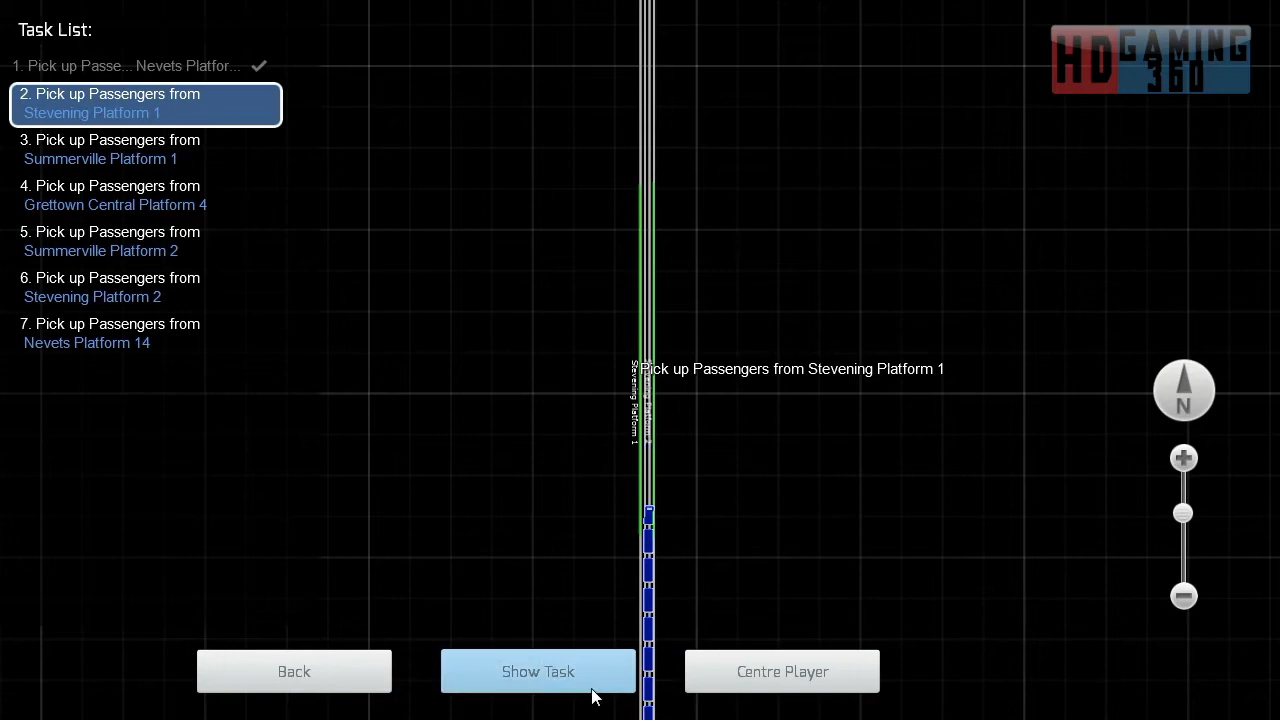 Task List:
1. Pick up Passe... Nevets Platfor...
2. Pick up Passengers from
Stevening Platform 1
3. Pick up Passengers from
Summerville Platform 1
4. Pick up Passengers from
Grettown Central Platform 4
5. Pick up Passengers from
Summerville Platform 2
6. Pick up Passengers from
Stevening Platform 2
7. Pick up Passengers from
Nevets Platform 14
HD GAMING
360
Pick up Passengers from Stevening Platform 1
Stevening Platform 1
Stevening Platform 2
N
Back
Show Task
Centre Player